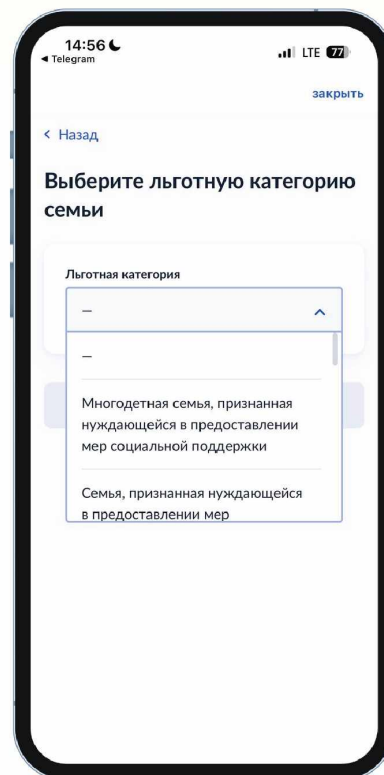 14:56
LTE 77
◀ Telegram
закрыть
< Назад
Выберите льготную категорию
семьи
Льготная категория
—
—
Многодетная семья, признанная
нуждающейся в предоставлении
мер социальной поддержки
Семья, признанная нуждающейся
в предоставлении мер